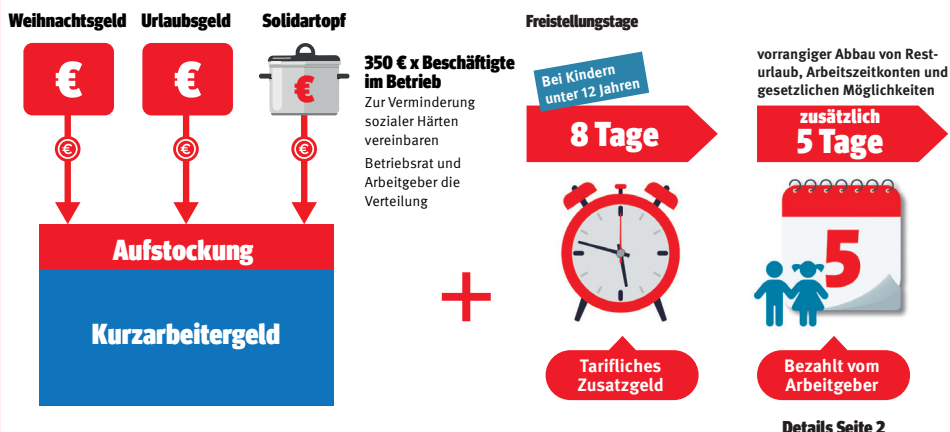 Weihnachtsgeld Urlaubsgeld Solidartopf
€ € €
€ € €
350 € x Beschäftigte
im Betrieb
Zur Verminderung
sozialer Härten
vereinbaren
Betriebsrat und
Arbeitgeber die
Verteilung
Aufstockung
Kurzarbeitergeld
+
Freistellungstage
Bei Kindern
unter 12 Jahren
8 Tage
Tarifliches
Zusatzgeld
vorrangiger Abbau von Rest-
urlaub, Arbeitszeitkonten und
gesetzlichen Möglichkeiten
zusätzlich
5 Tage
5
Bezahlt vom
Arbeitgeber
Details Seite 2